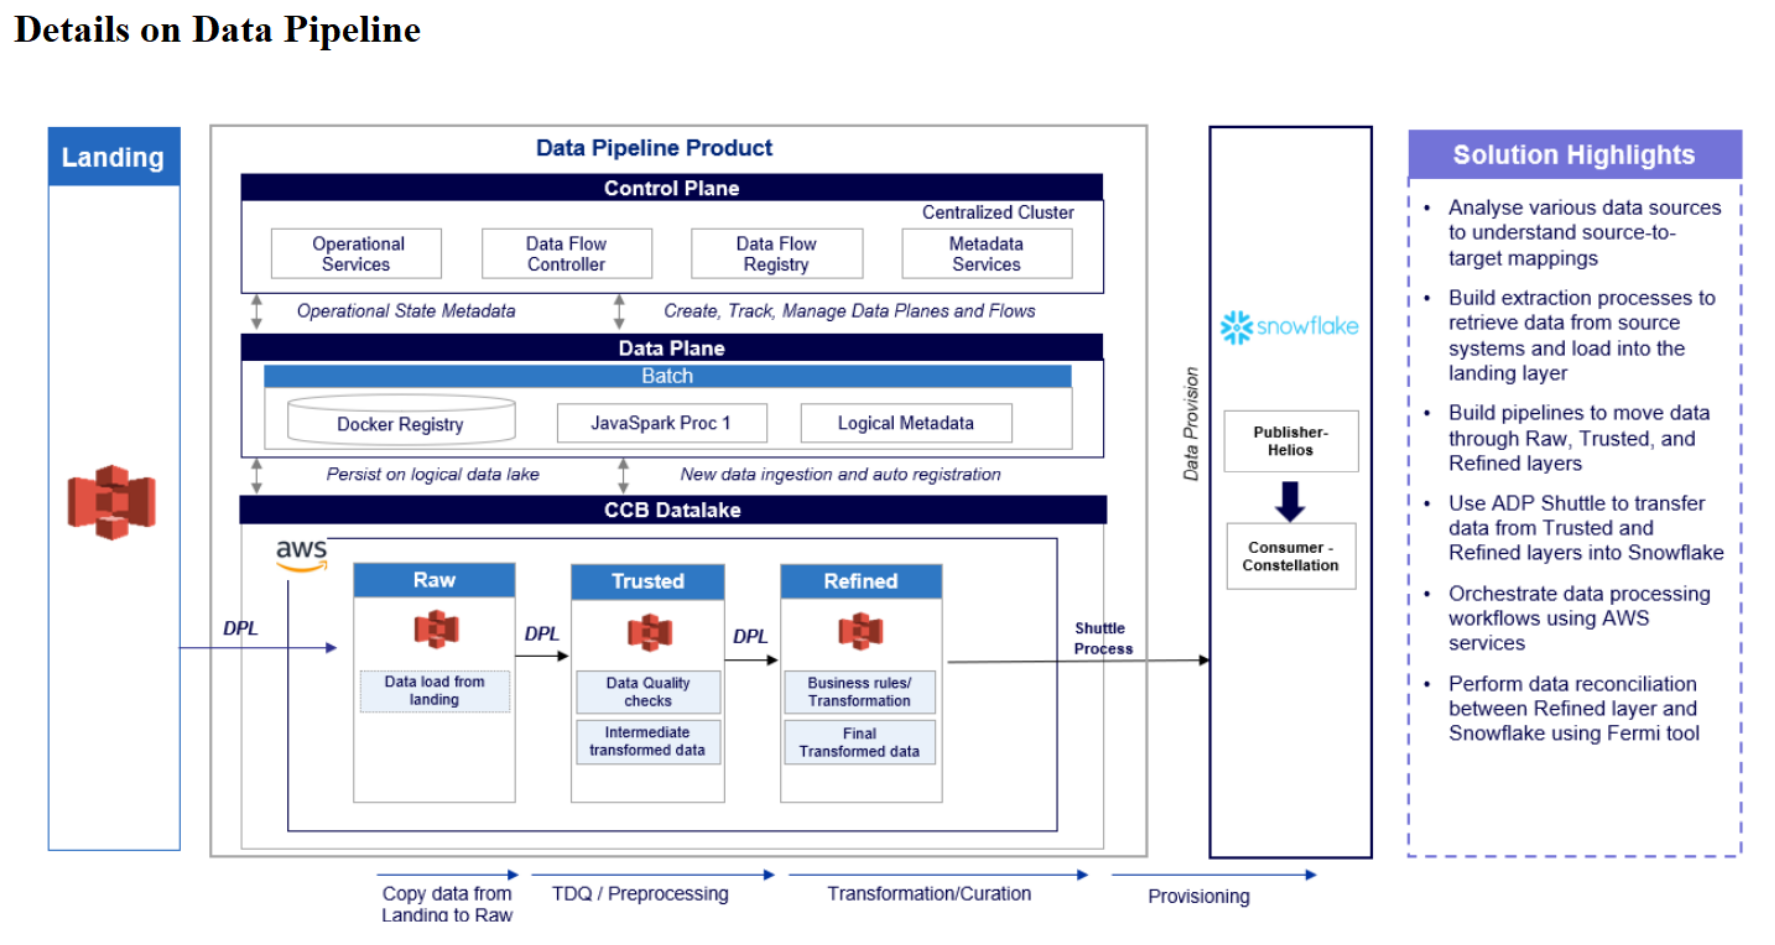 Details on Data Pipeline
Landing
Data Pipeline Product
Control Plane
Centralized Cluster
Operational
Services
Data Flow
Controller
Data Flow
Registry
Metadata
Services
Operational State Metadata
Create, Track, Manage Data Planes and Flows
Data Plane
Batch
Docker Registry
JavaSpark Proc 1
Logical Metadata
Persist on logical data lake
New data ingestion and auto registration
CCB Datalake
aws
DPL
Raw
Data load from
landing
DPL
Trusted
Data Quality
checks
Intermediate
transformed data
DPL
Refined
Business rules/
Transformation
Final
Transformed data
Shuttle
Process
Data Provision
snowflake
Publisher-
Helios
Consumer -
Constellation
Copy data from
Landing to Raw
TDQ / Preprocessing
Transformation/Curation
Provisioning
Solution Highlights
• Analyse various data sources
to understand source-to-
target mappings
• Build extraction processes to
retrieve data from source
systems and load into the
landing layer
• Build pipelines to move data
through Raw, Trusted, and
Refined layers
• Use ADP Shuttle to transfer
data from Trusted and
Refined layers into Snowflake
• Orchestrate data processing
workflows using AWS
services
• Perform data reconciliation
between Refined layer and
Snowflake using Fermi tool